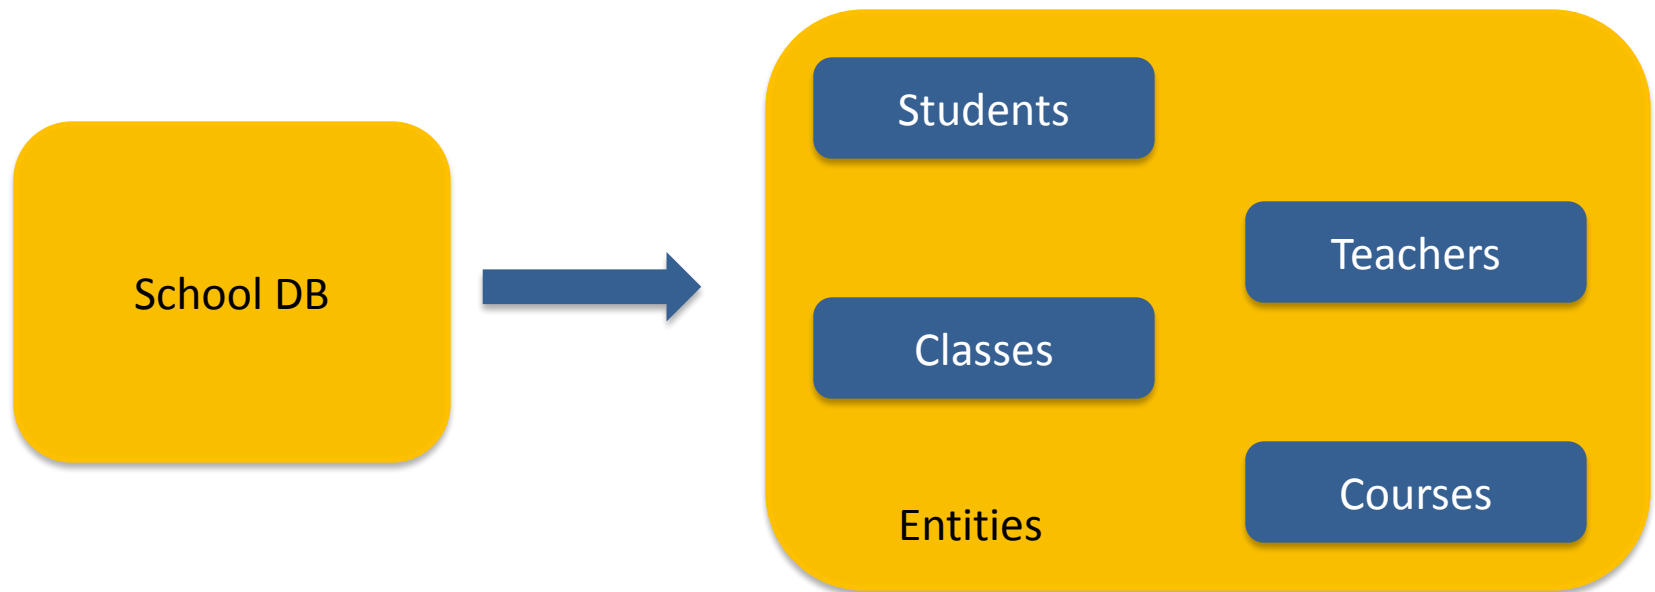 School DB
Students
Teachers
Classes
Courses
Entities